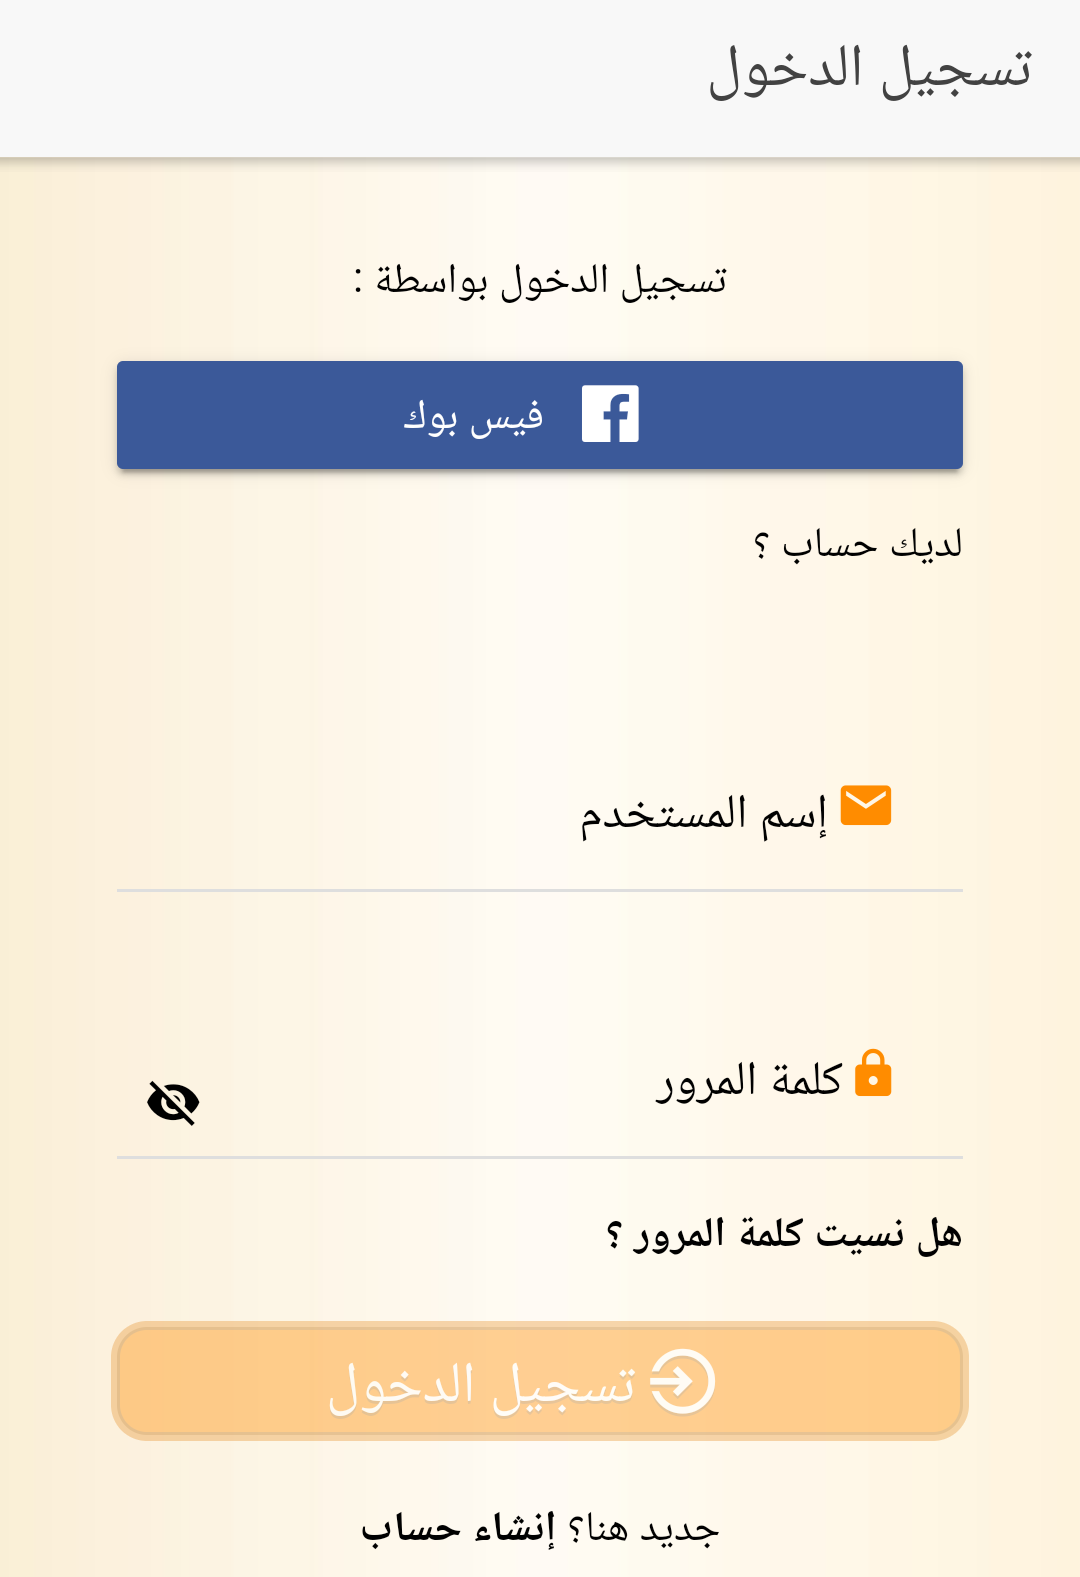 تسجيل الدخول
تسجيل الدخول بواسطة :
فيس بوك
لديك حساب ؟
إسم المستخدم
كلمة المرور
هل نسيت كلمة المرور ؟
تسجيل الدخول
جديد هنا؟ إنشاء حساب